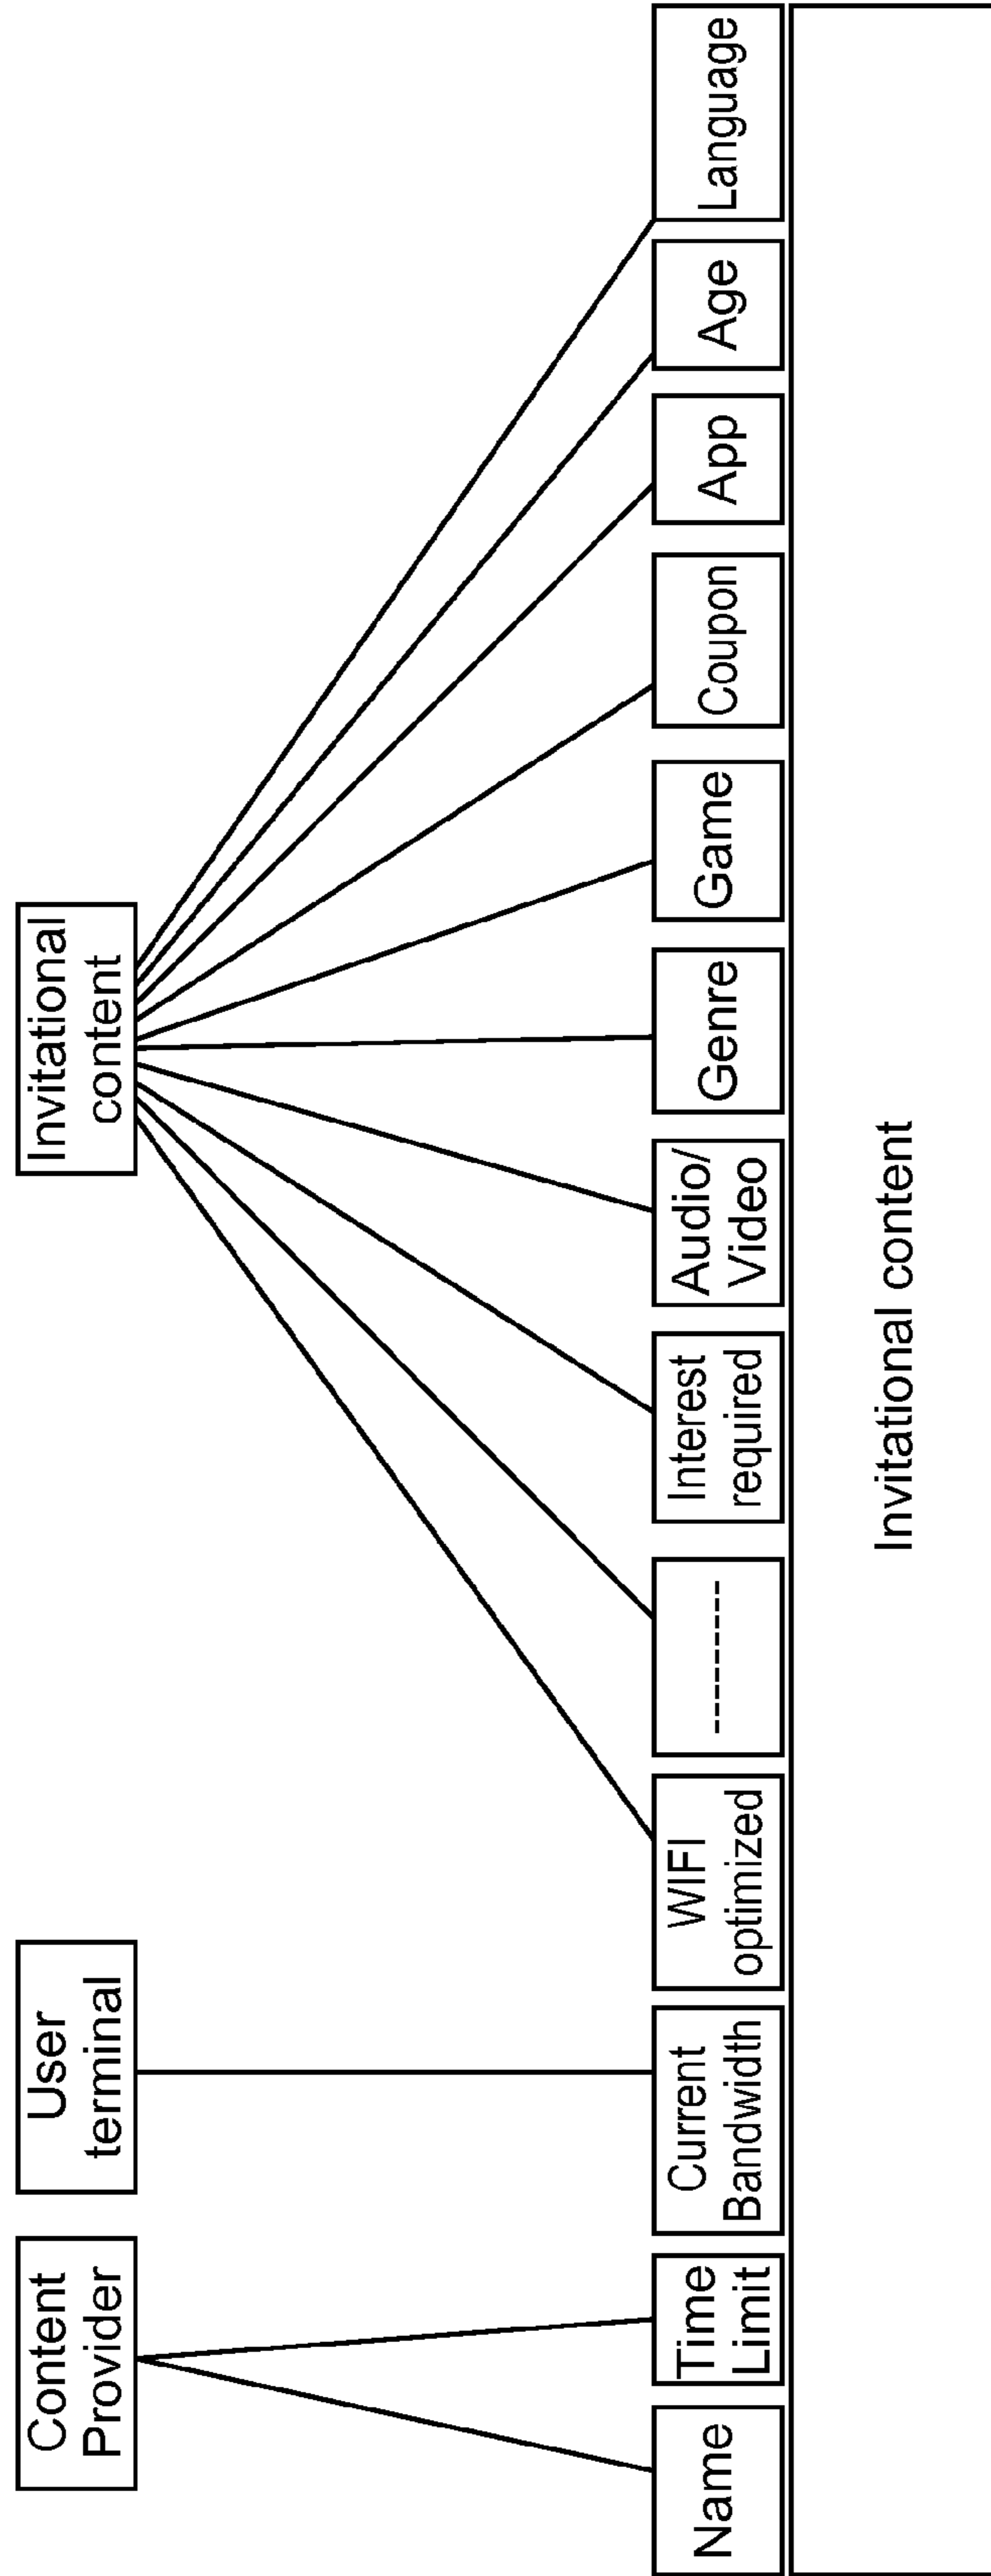 Content
Provider
User
terminal
Invitational
content
Name
Time
Limit
Current
Bandwidth
WIFI
optimized
----------
Interest
required
Audio/
Video
Genre
Game
Coupon
App
Age
Language
Invitational content